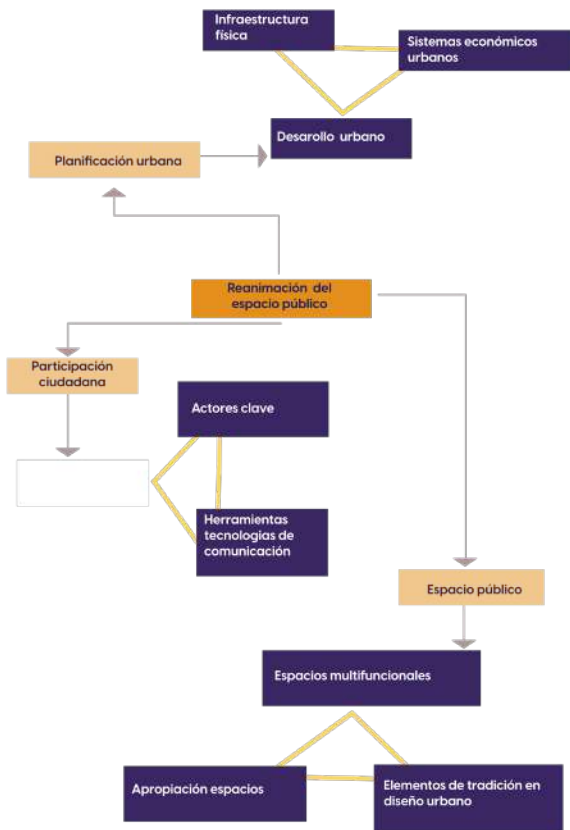 Infraestructura
física
Sistemas económicos
urbanos
Desarollo urbano
Planificación urbana
Reanimación del
espacio público
Participación
ciudadana
Actores clave
Herramientas
tecnologias de
comunicación
Espacio público
Espacios multifuncionales
Apropiación espacios
Elementos de tradición en
diseño urbano